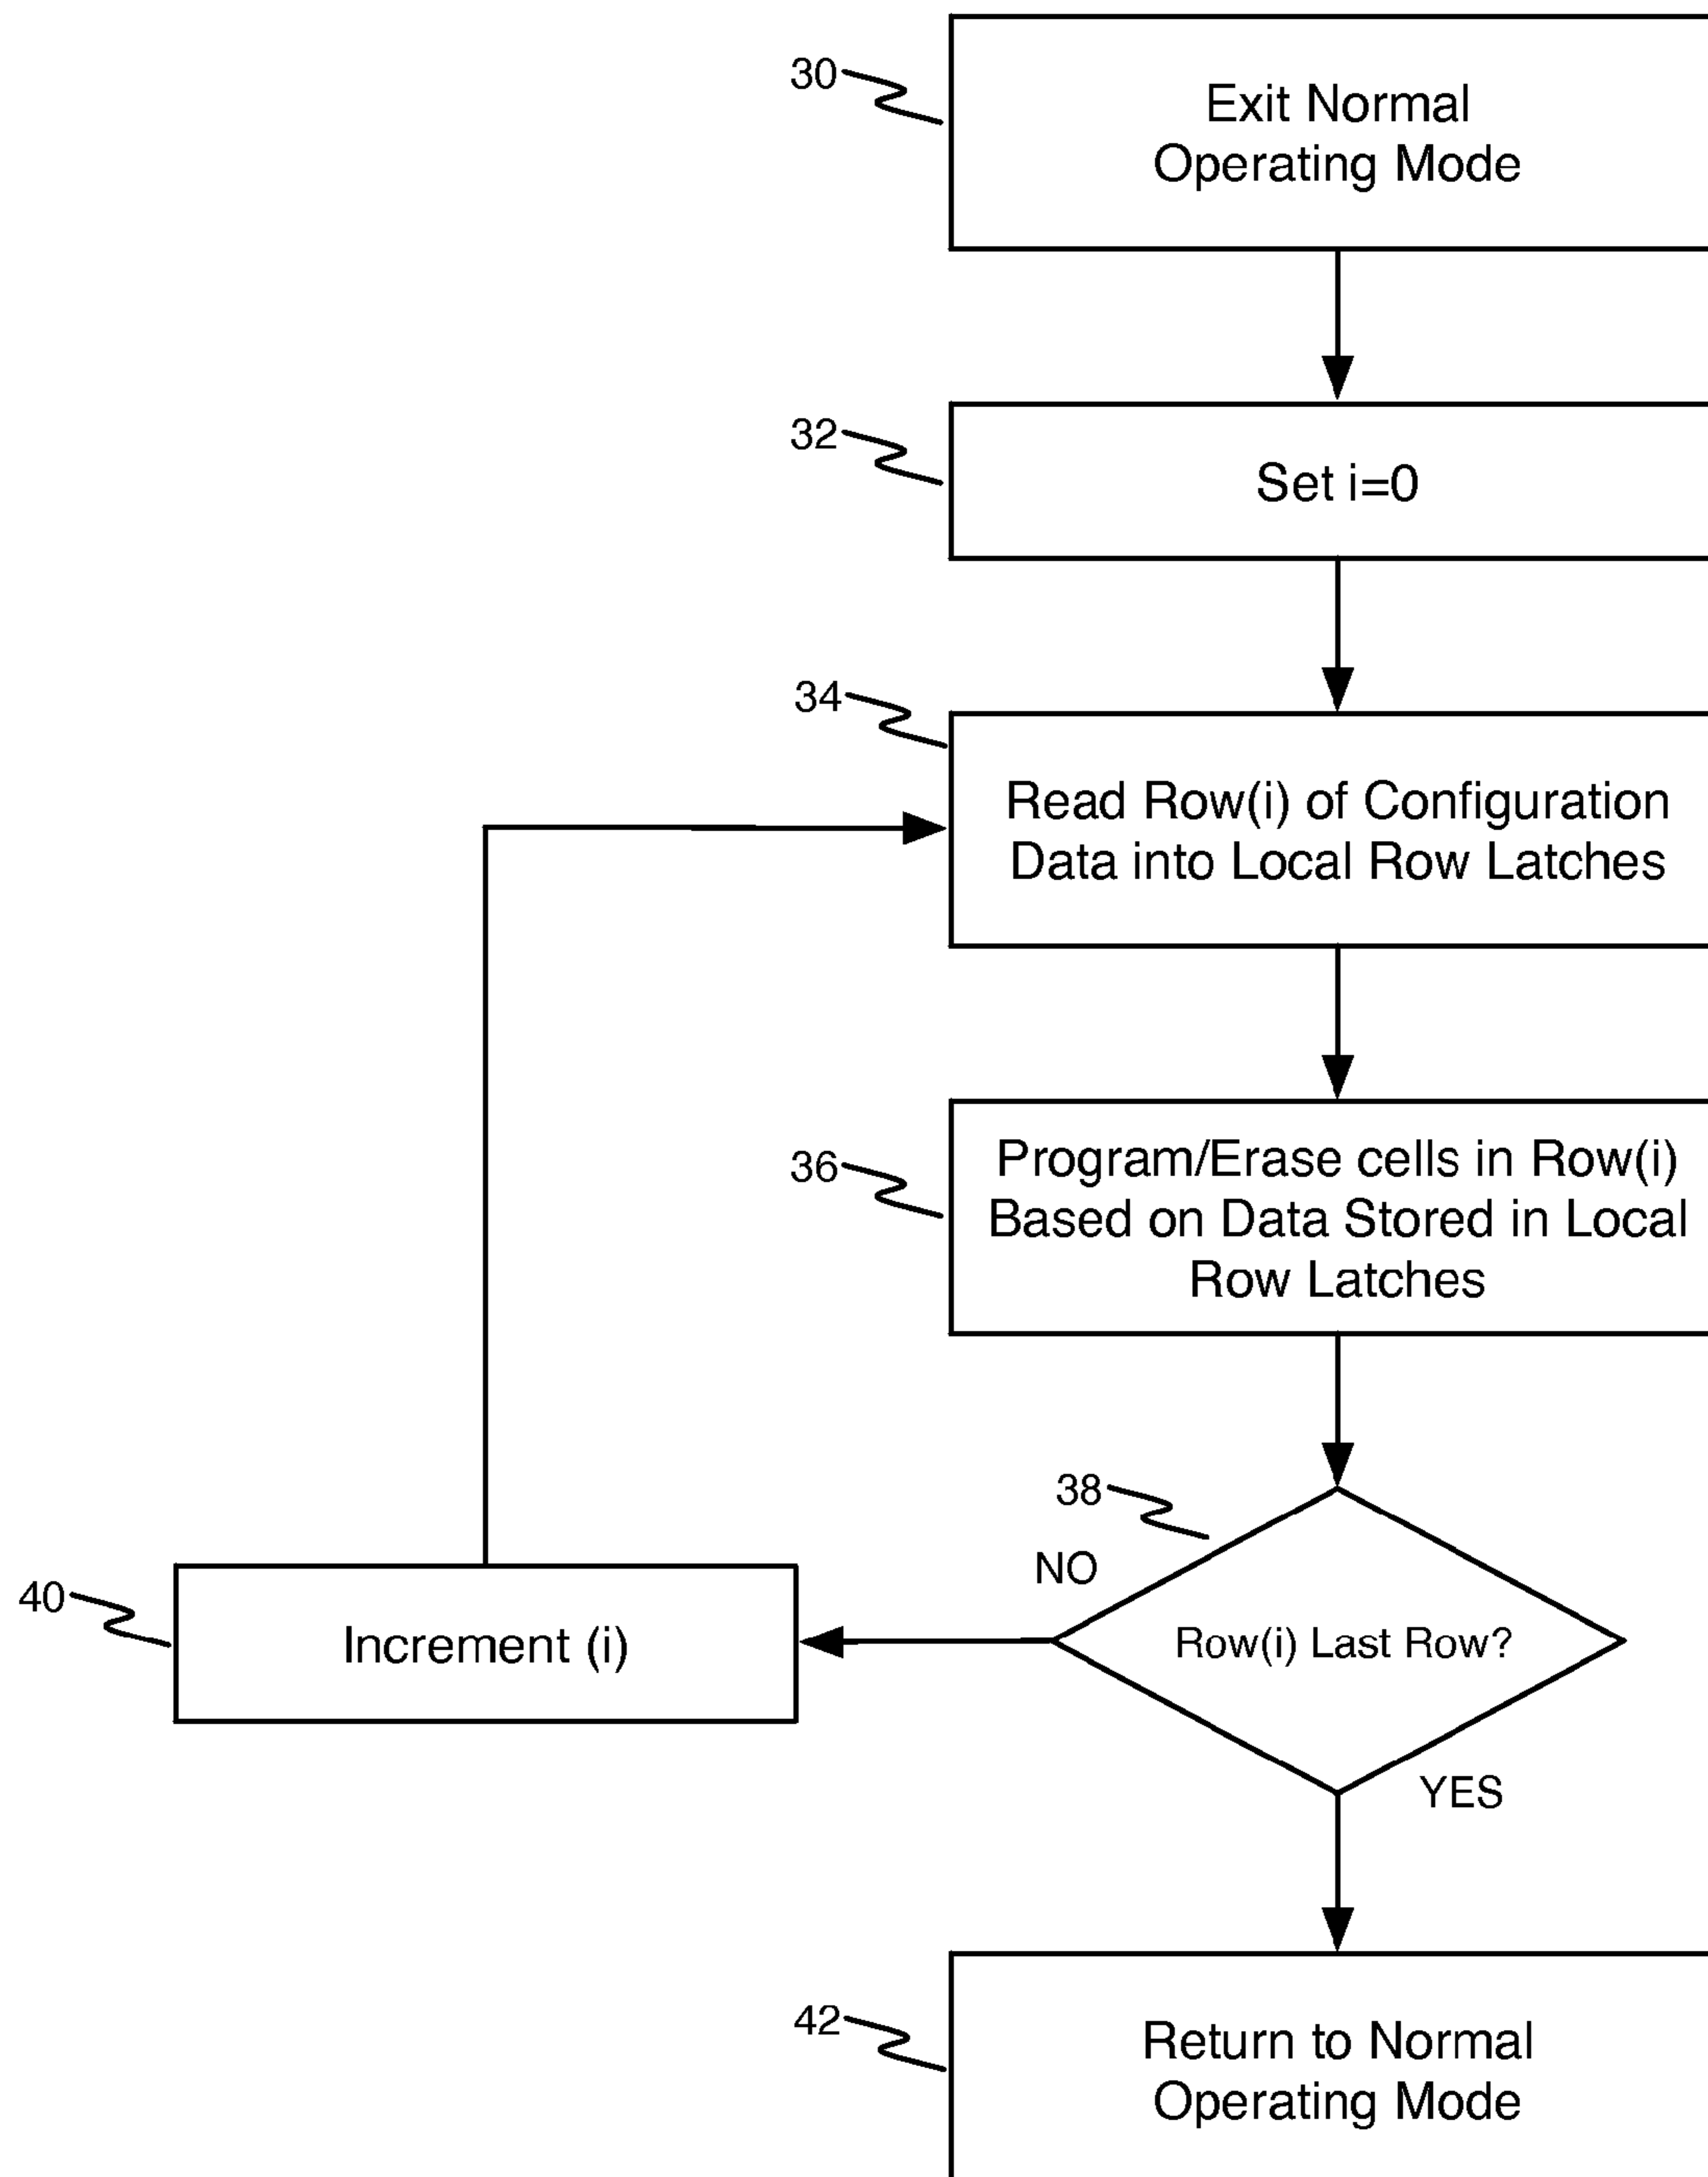 30
Exit Normal
Operating Mode
32
Set i=0
34
Read Row(i) of Configuration
Data into Local Row Latches
36
Program/Erase cells in Row(i)
Based on Data Stored in Local
Row Latches
38
NO
Row(i) Last Row?
40
Increment (i)
YES
42
Return to Normal
Operating Mode